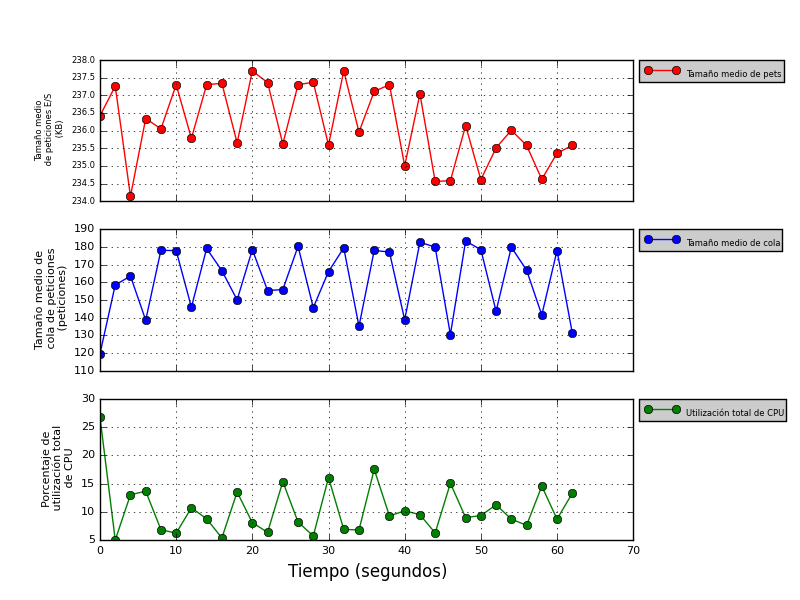 238.0
237.5
237.0
236.5
236.0
235.5
235.0
234.5
234.0
Tamaño medio
de peticiones E/S
(KB)
Tamaño medio de pets
190
180
170
160
150
140
130
120
110
Tamaño medio de
cola de peticiones
(peticiones)
Tamaño medio de cola
30
25
20
15
10
5
Porcentaje de
utilización total
de CPU
Utilización total de CPU
0 10 20 30 40 50 60 70
Tiempo (segundos)